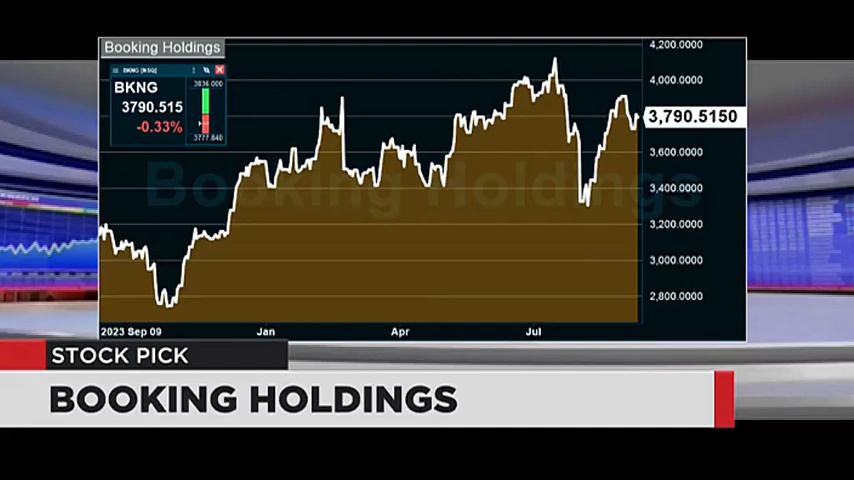 Booking Holdings
BKNG [NSQ]
BKNG
3790.515
-0.33%
3836.000
3777.840
Booking Holdings
4,200.0000
4,000.0000
3,790.5150
3,600.0000
3,400.0000
3,200.0000
3,000.0000
2,800.0000
2023 Sep 09
Jan
Apr
Jul
STOCK PICK
BOOKING HOLDINGS